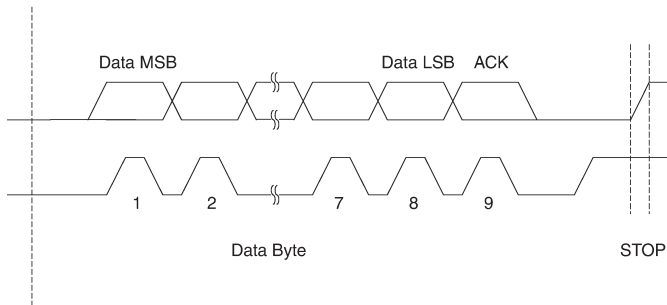 Data MSB
Data LSB
ACK
1
2
7
8
9
Data Byte
STOP